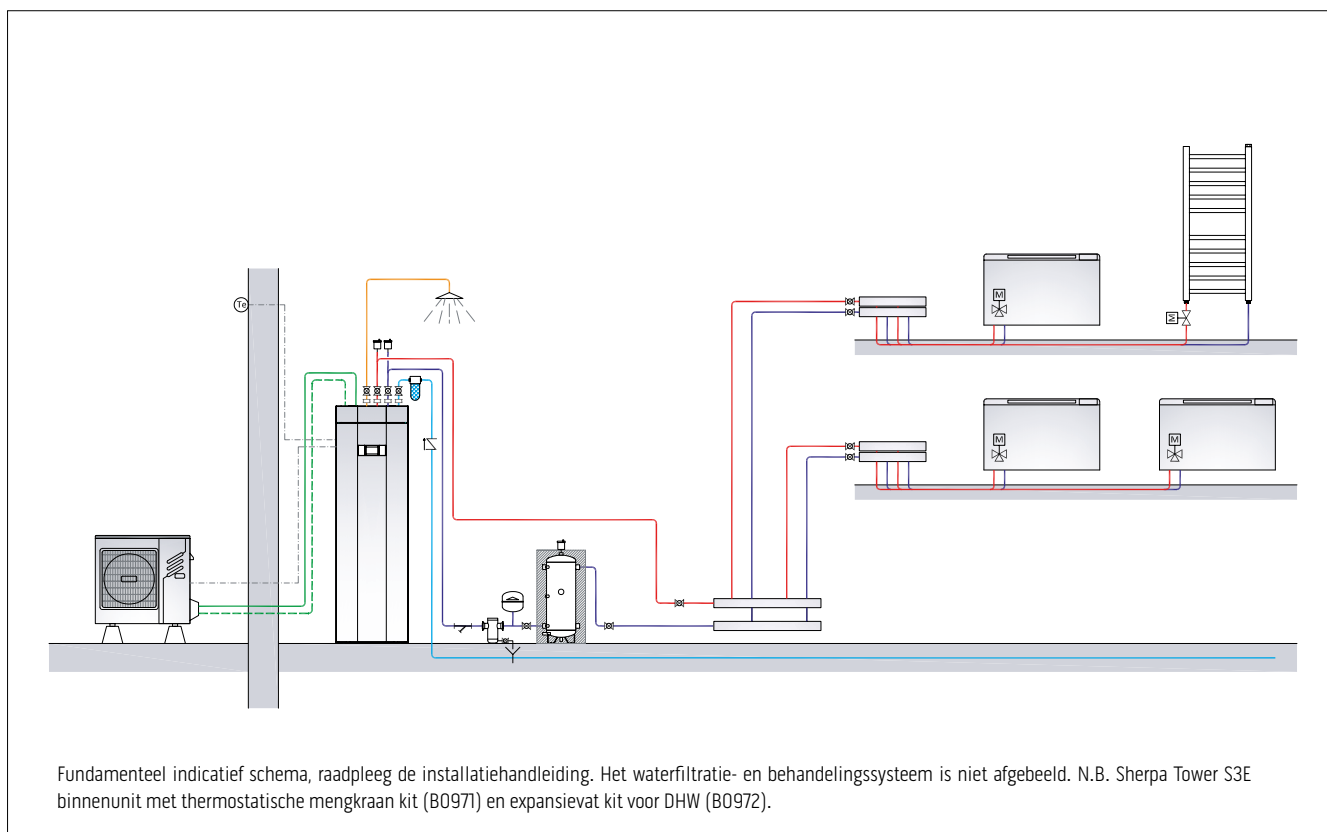 Te
M
M
M
M
M
Fundamenteel indicatief schema, raadpleeg de installatiehandleiding. Het waterfiltratie- en behandelingssysteem is niet afgebeeld. N.B. Sherpa Tower S3E
binnenunit met thermostatische mengkraan kit (B0971) en expansievat kit voor DHW (B0972).